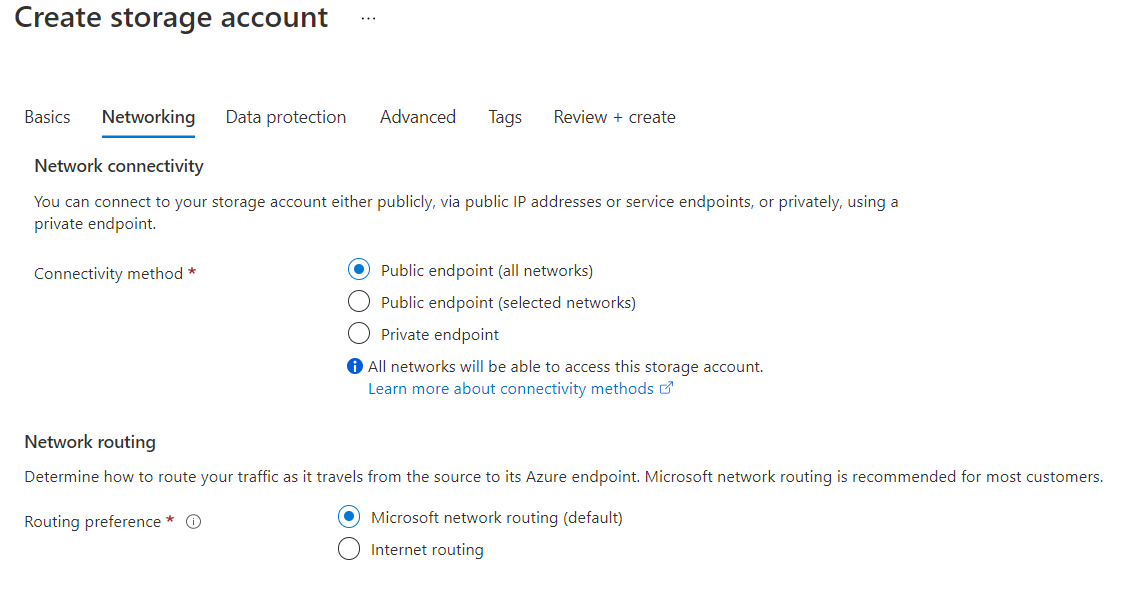 Create storage account ...
Basics Networking Data protection Advanced Tags Review + create
Network connectivity
You can connect to your storage account either publicly, via public IP addresses or service endpoints, or privately, using a
private endpoint.
Connectivity method *
Public endpoint (all networks)
Public endpoint (selected networks)
Private endpoint
All networks will be able to access this storage account.
Learn more about connectivity methods
Network routing
Determine how to route your traffic as it travels from the source to its Azure endpoint. Microsoft network routing is recommended for most customers.
Routing preference *
Microsoft network routing (default)
Internet routing